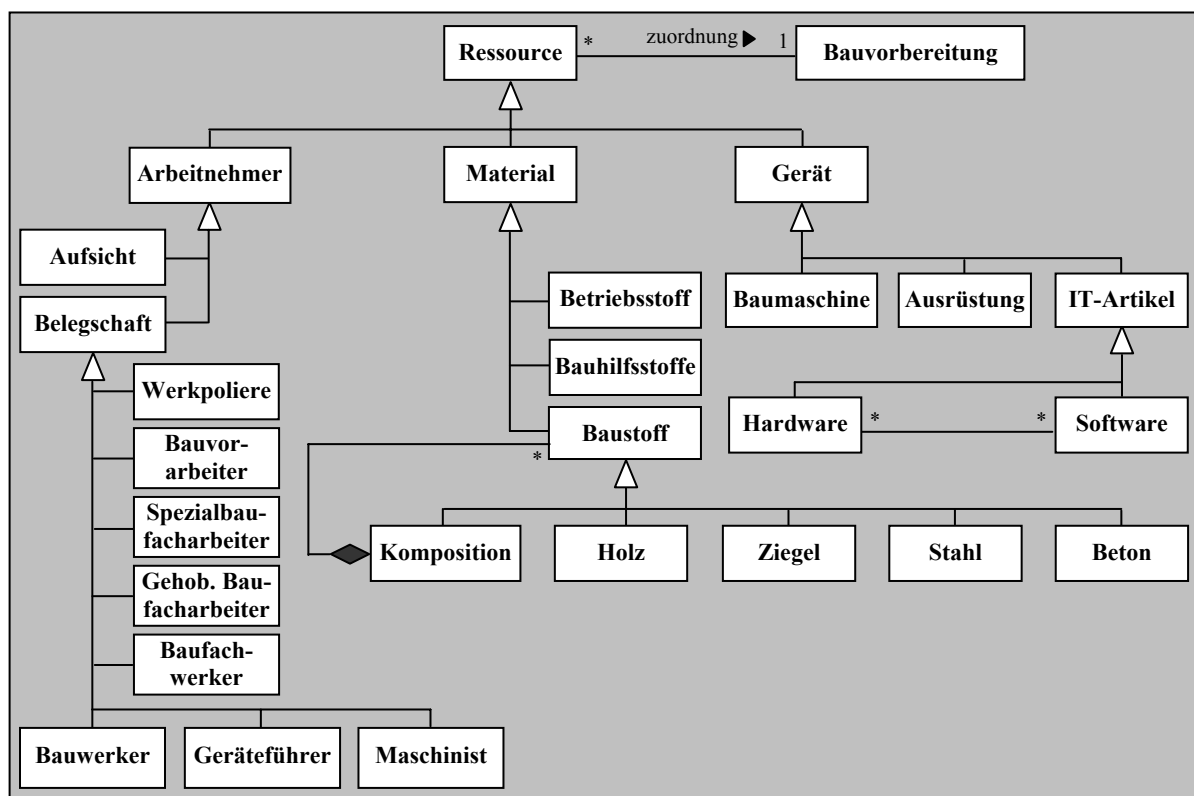 Ressource
*
zuordnung ▶
1
Bauvorbereitung
Arbeitnehmer
Material
Gerät
Aufsicht
Belegschaft
Betriebsstoff
Bauhilfsstoffe
Baustoff
*
Baumaschine
Ausrüstung
IT-Artikel
Hardware
*
*
Software
Werkpoliere
Bauvor-
arbeiter
Spezialbau-
facharbeiter
Gehob. Bau-
facharbeiter
Baufach-
werker
Komposition
Holz
Ziegel
Stahl
Beton
Bauwerker
Geräteführer
Maschinist